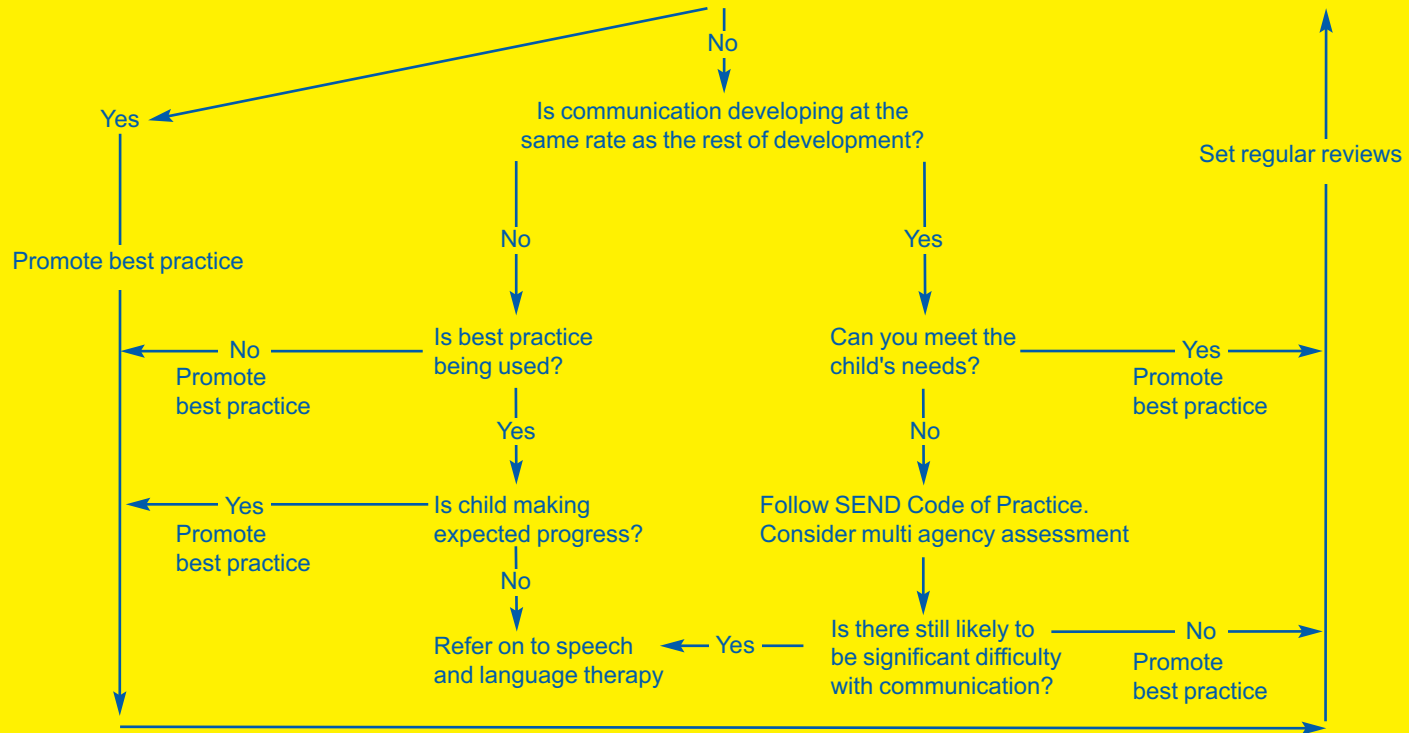 No
Yes
Is communication developing at the
same rate as the rest of development?
Set regular reviews
No
Yes
Promote best practice
Is best practice
being used?
No
Promote
best practice
Can you meet the
child's needs?
Yes
Promote
best practice
Yes
No
Is child making
expected progress?
Yes
Promote
best practice
Follow SEND Code of Practice.
Consider multi agency assessment
No
Refer on to speech
and language therapy
Yes
Is there still likely to
be significant difficulty
with communication?
No
Promote
best practice